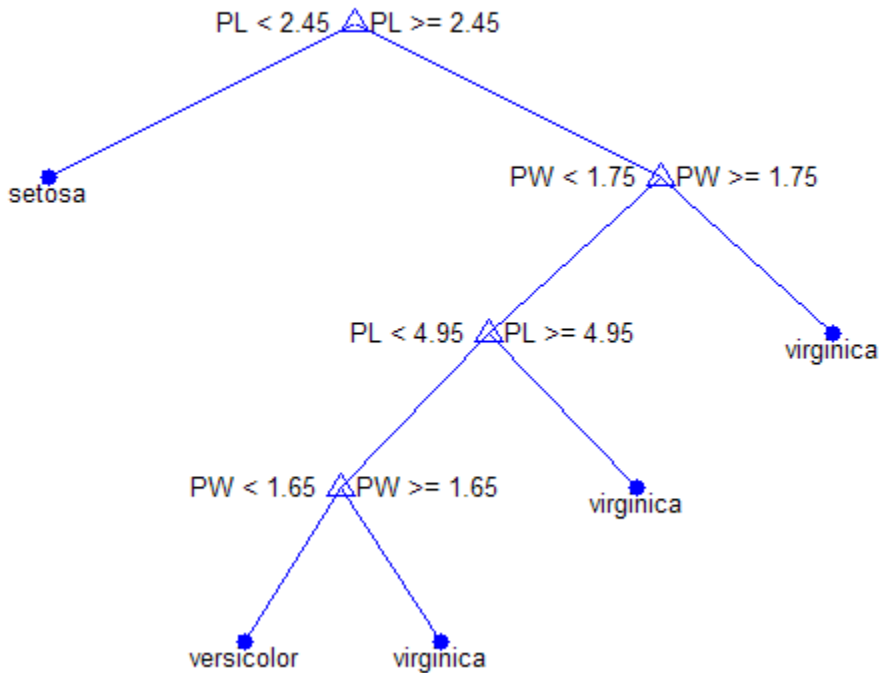 PL < 2.45 PL >= 2.45
setosa
PW < 1.75 PW >= 1.75
PL < 4.95 PL >= 4.95
virginica
PW < 1.65 PW >= 1.65
virginica
versicolor
virginica